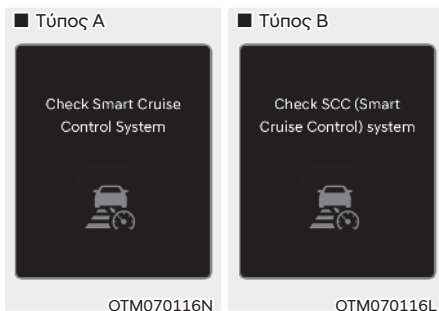 ■ Τύπος A
Check Smart Cruise
Control System
OTM070116N
■ Τύπος B
Check SCC (Smart
Cruise Control) system
OTM070116L